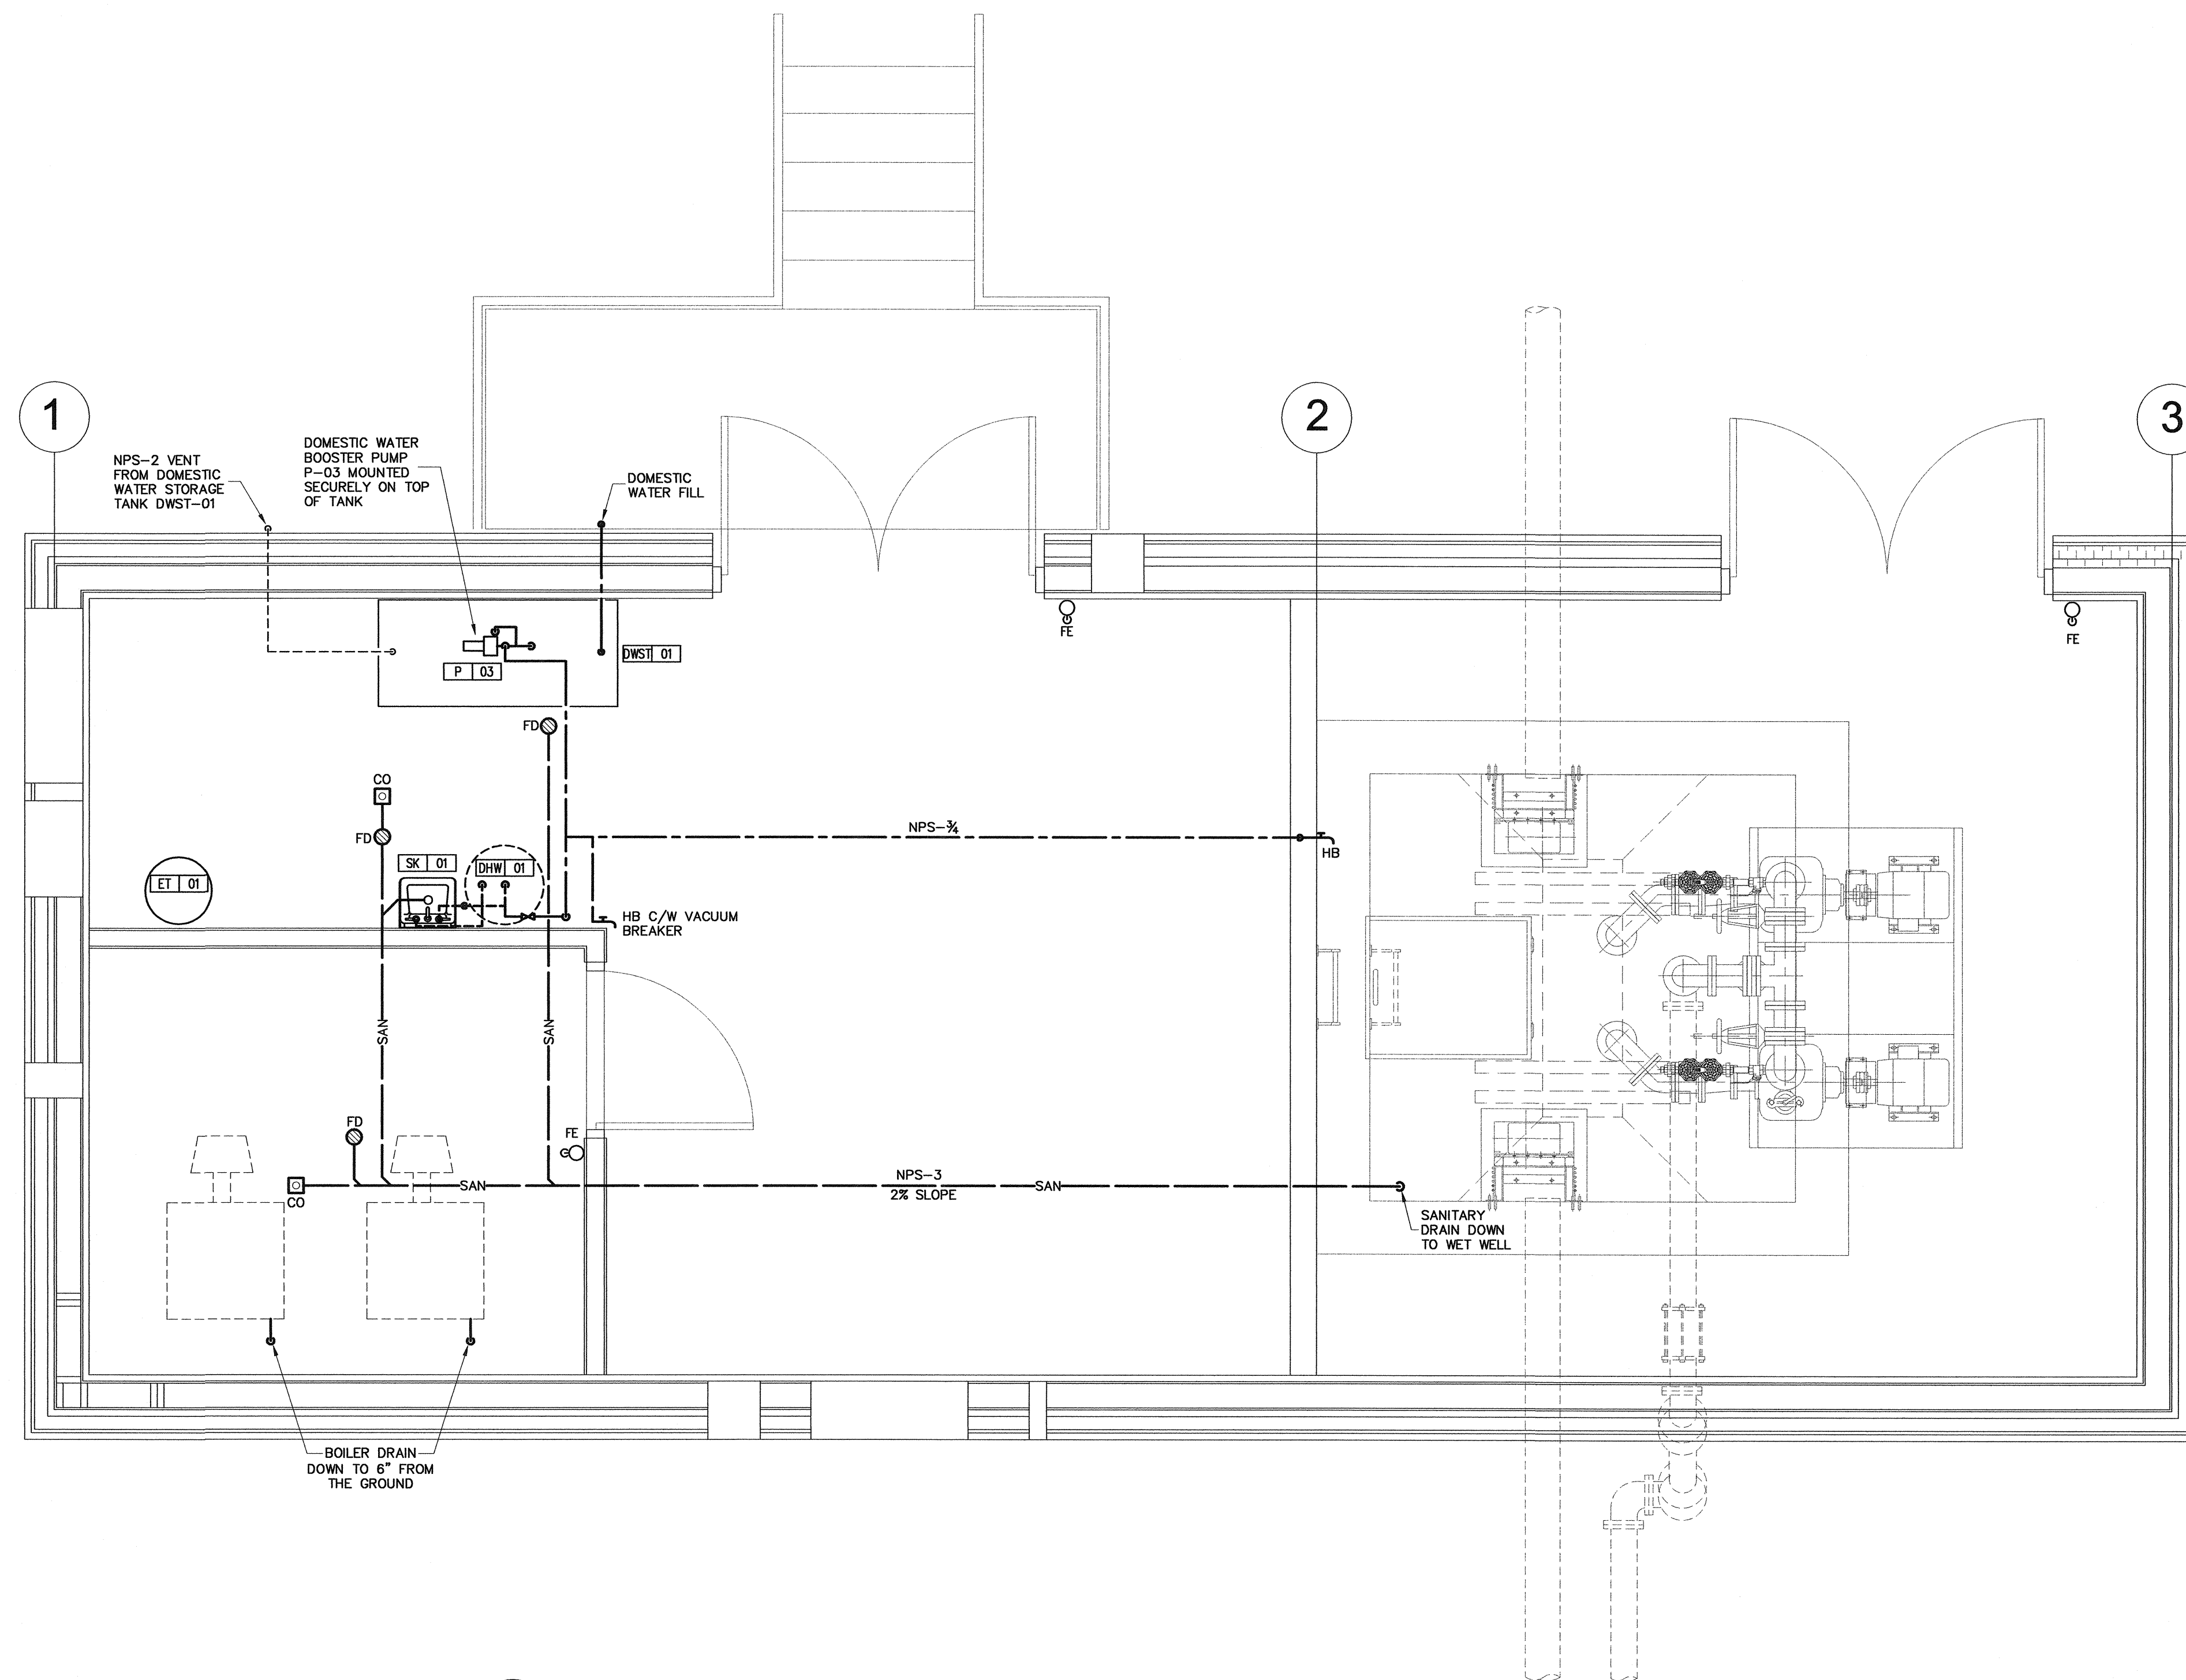 1
2
3
NPS-2 VENT
FROM DOMESTIC
WATER STORAGE
TANK DWST-01
DOMESTIC WATER
BOOSTER PUMP
P-03 MOUNTED
SECURELY ON TOP
OF TANK
DOMESTIC
WATER FILL
FE
FE
DWST 01
P 03
FD
CO
FD
NPS-¾
HB
SK 01
DHW 01
ET 01
HB C/W VACUUM
BREAKER
SAN
SAN
FD
FE
CO
SAN
NPS-3
2% SLOPE
SAN
SANITARY
DRAIN DOWN
TO WET WELL
BOILER DRAIN
DOWN TO 6" FROM
THE GROUND